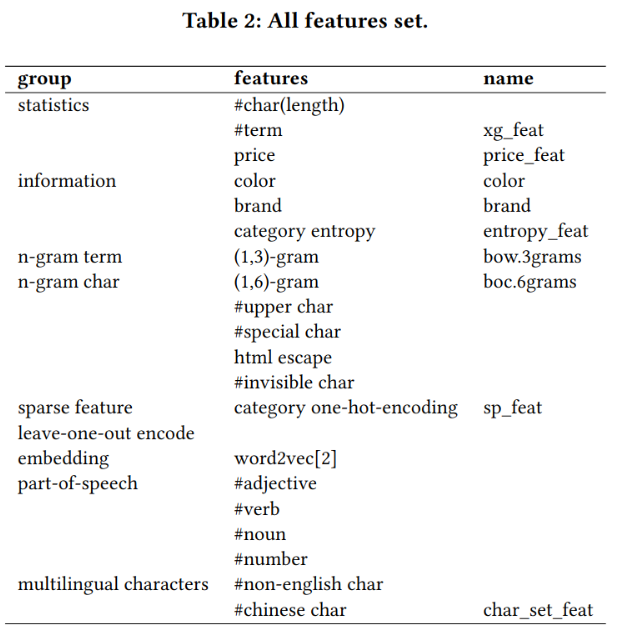 Table 2: All features set.
group features name
statistics #char(length)
#term xg_feat
price price_feat
information color color
brand brand
category entropy entropy_feat
n-gram term (1,3)-gram bow.3grams
n-gram char (1,6)-gram boc.6grams
#upper char
#special char
html escape
#invisible char
sparse feature category one-hot-encoding sp_feat
leave-one-out encode
embedding word2vec[2]
part-of-speech #adjective
#verb
#noun
#number
multilingual characters #non-english char
#chinese char char_set_feat